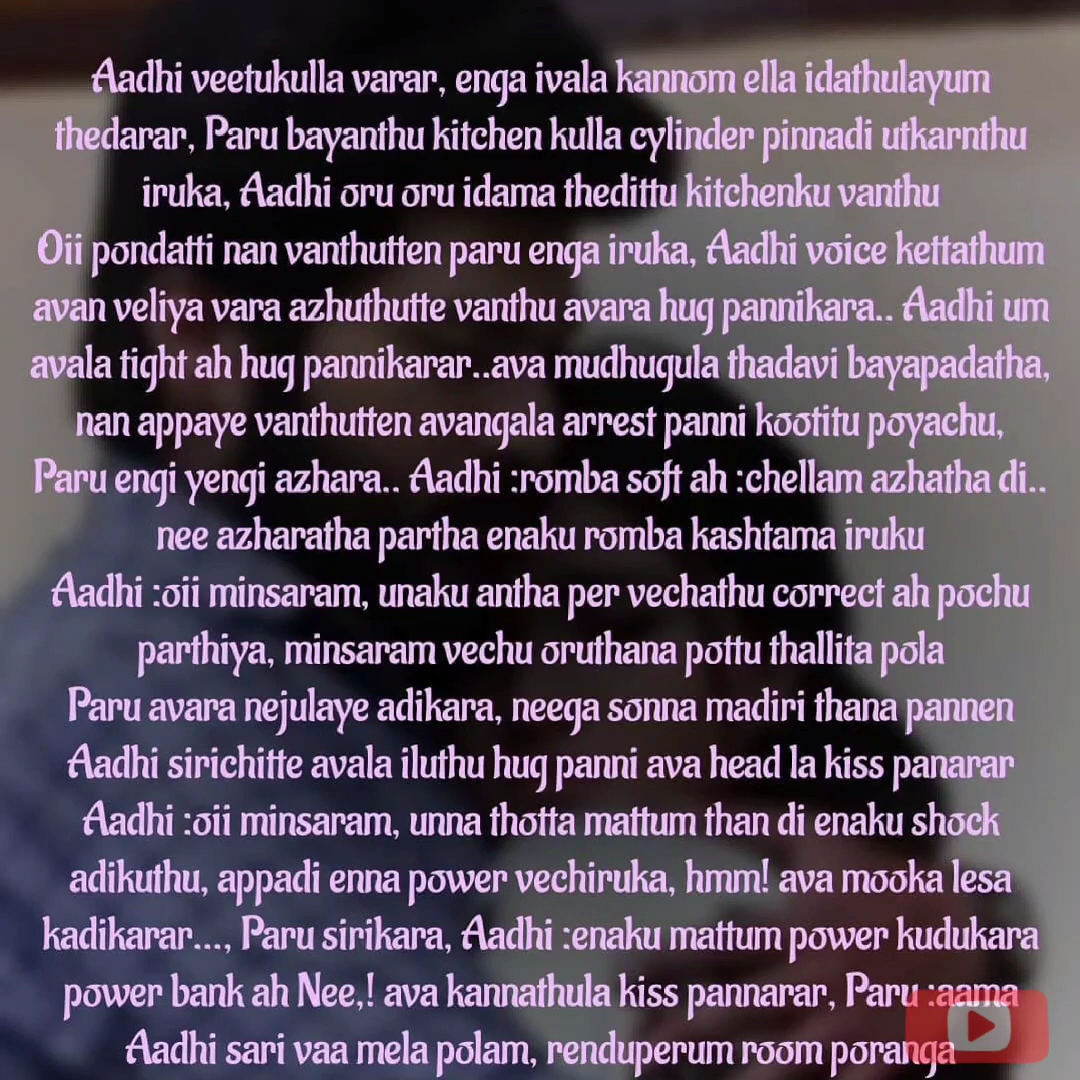 Aadhi veetukulla varar, enga ivala kannom ella idathulayum
thedarar, Paru bayanthu kitchen kulla cylinder pinnadi utkarnthu
iruka, Aadhi oru oru idama thedittu kitchenku vanthu
Oii pondatti nan vanthutten paru enga iruka, Aadhi voice kettathum
avan veliya vara azhuthutte vanthu avara hug pannikara.. Aadhi um
avala tight ah hug pannikarar..ava mudhugula thadavi bayapadatha,
nan appaye vanthutten avangala arrest panni kootitu poyachu,
Paru engi yengi azhara.. Aadhi :romba soft ah :chellam azhatha di..
nee azharatha partha enaku romba kashtama iruku
Aadhi :oii minsaram, unaku antha per vechathu correct ah pochu
parthiya, minsaram vechu oruthana pottu thallita pola
Paru avara nejulaye adikara, neega sonna madiri thana pannen
Aadhi sirichitte avala iluthu hug panni ava head la kiss panarar
Aadhi :oii minsaram, unna thotta mattum than di enaku shock
adikuthu, appadi enna power vechiruka, hmm! ava mooka lesa
kadikarar..., Paru sirikara, Aadhi :enaku mattum power kudukara
power bank ah Nee,! ava kannathula kiss pannarar, Paru :aama
Aadhi sari vaa mela polam, renduperum room poranga